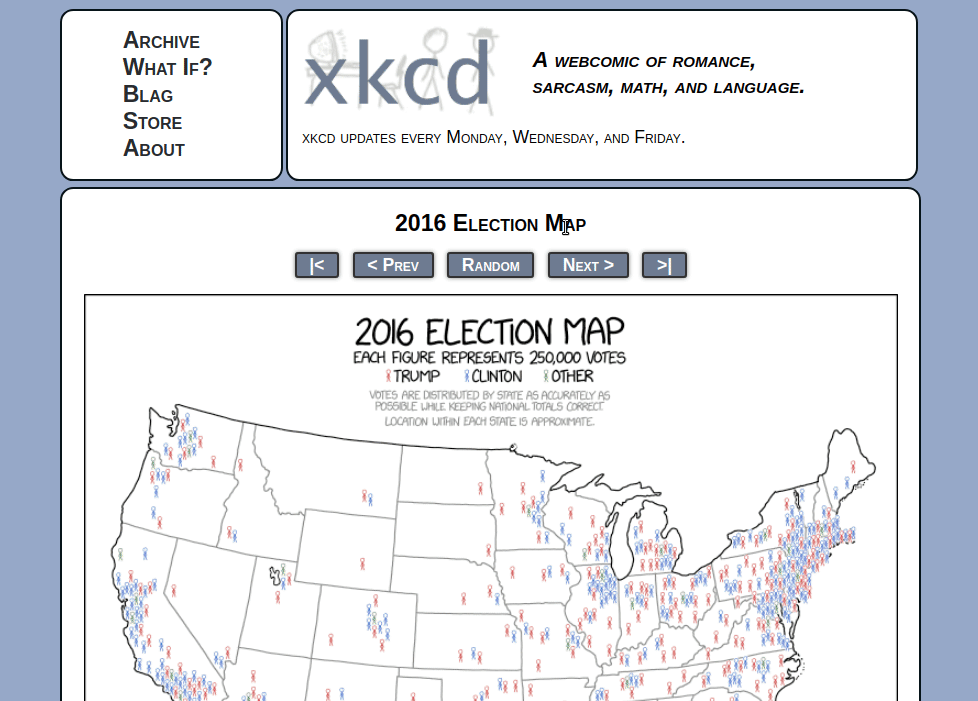 Archive
What If?
Blag
Store
About
xkcd
A webcomic of romance,
sarcasm, math, and language.
xkcd updates every Monday, Wednesday, and Friday.
2016 Election Map
|<
< Prev
Random
Next >
>|
2016 ELECTION MAP
EACH FIGURE REPRESENTS 250,000 VOTES
TRUMP CLINTON OTHER
VOTES ARE DISTRIBUTED BY STATE AS ACCURATELY AS
POSSIBLE WHILE KEEPING NATIONAL TOTALS CORRECT.
LOCATION WITHIN EACH STATE IS APPROXIMATE.